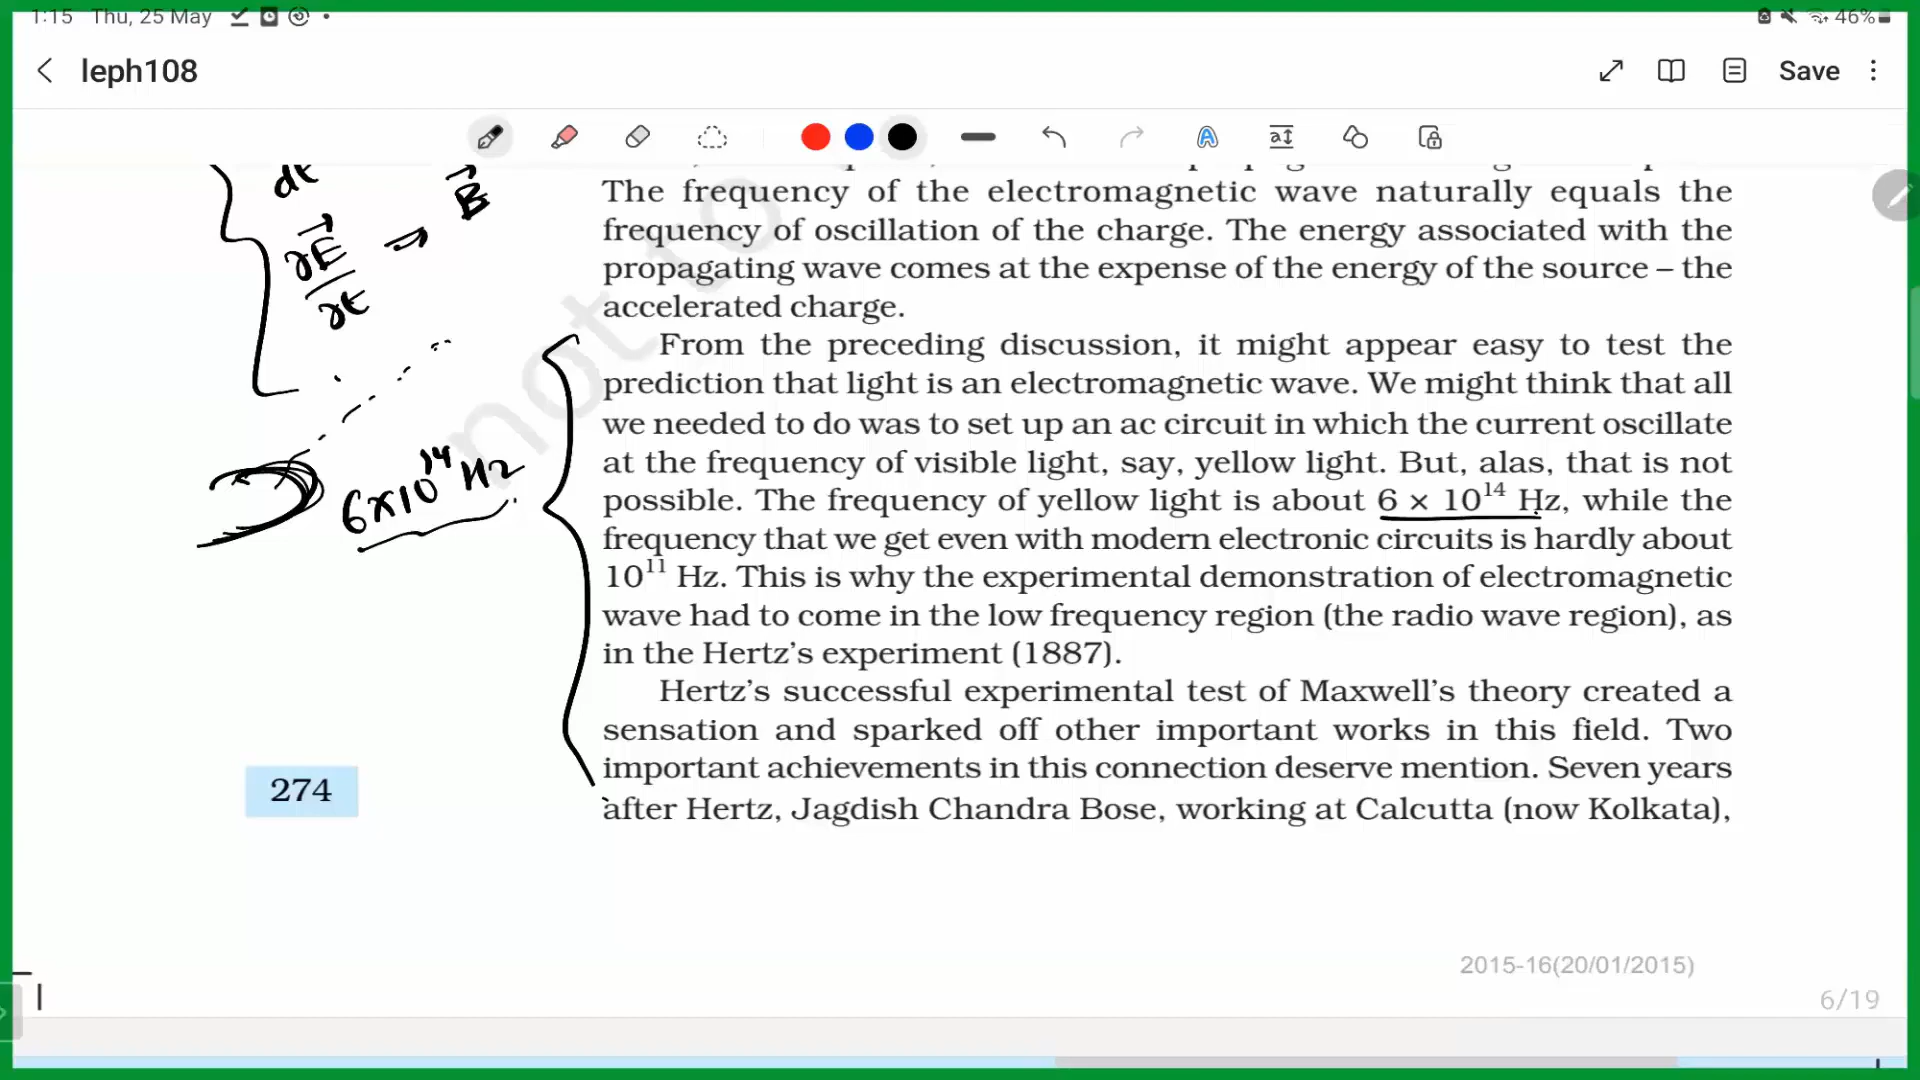 1:15 Thu, 25 May
46%
leph108
Save
dt
B
∂E
∂t
6x10^14 Hz
not to
The frequency of the electromagnetic wave naturally equals the
frequency of oscillation of the charge. The energy associated with the
propagating wave comes at the expense of the energy of the source – the
accelerated charge.
From the preceding discussion, it might appear easy to test the
prediction that light is an electromagnetic wave. We might think that all
we needed to do was to set up an ac circuit in which the current oscillate
at the frequency of visible light, say, yellow light. But, alas, that is not
possible. The frequency of yellow light is about 6 × 10^14 Hz, while the
frequency that we get even with modern electronic circuits is hardly about
10^11 Hz. This is why the experimental demonstration of electromagnetic
wave had to come in the low frequency region (the radio wave region), as
in the Hertz’s experiment (1887).
Hertz’s successful experimental test of Maxwell’s theory created a
sensation and sparked off other important works in this field. Two
important achievements in this connection deserve mention. Seven years
after Hertz, Jagdish Chandra Bose, working at Calcutta (now Kolkata),
274
2015-16(20/01/2015)
6/19